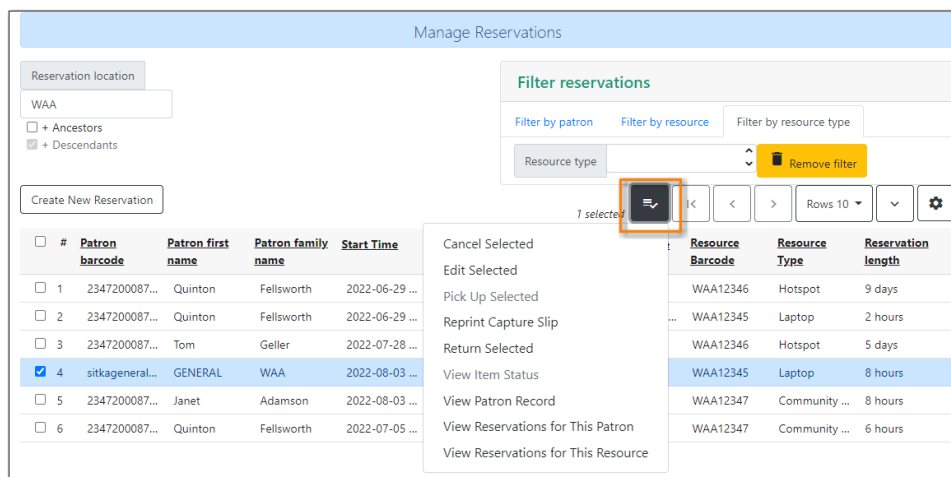 Manage Reservations
Reservation location
WAA
+ Ancestors
+ Descendants
Filter reservations
Filter by patron Filter by resource Filter by resource type
Resource type Remove filter
Create New Reservation
1 selected Rows 10
# Patron barcode Patron first name Patron family name Start Time Resource Barcode Resource Type Reservation length
1 2347200087... Quinton Fellsworth 2022-06-29 ... WAA12346 Hotspot 9 days
2 2347200087... Quinton Fellsworth 2022-06-29 ... ... WAA12345 Laptop 2 hours
3 2347200087... Tom Geller 2022-07-28 ... WAA12346 Hotspot 5 days
4 sitkageneral... GENERAL WAA 2022-08-03 ... WAA12345 Laptop 8 hours
5 2347200087... Janet Adamson 2022-08-03 ... WAA12347 Community ... 8 hours
6 2347200087... Quinton Fellsworth 2022-07-05 ... WAA12347 Community ... 6 hours
Cancel Selected
Edit Selected
Pick Up Selected
Reprint Capture Slip
Return Selected
View Item Status
View Patron Record
View Reservations for This Patron
View Reservations for This Resource